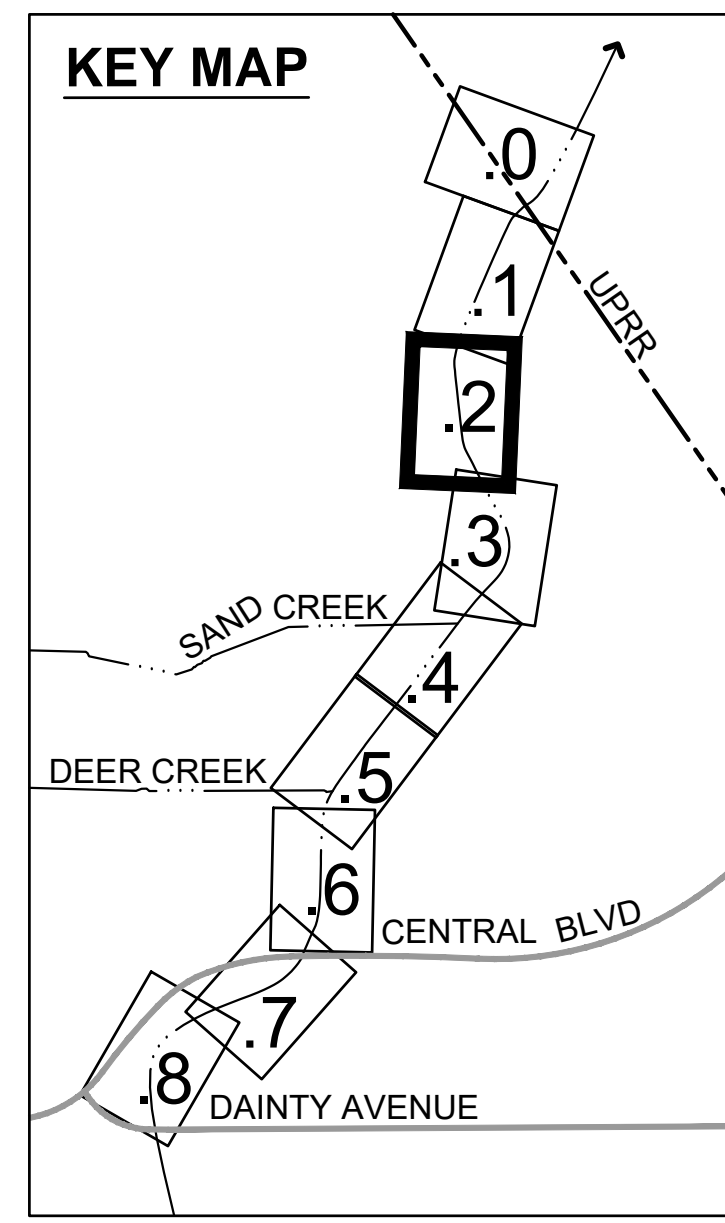 KEY MAP
.0
.1
UPRR
.2
.3
SAND CREEK
.4
DEER CREEK
.5
.6
CENTRAL BLVD
.7
.8
DAINTY AVENUE